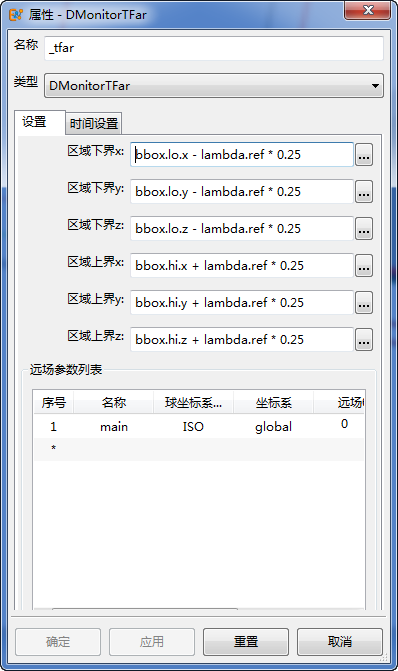 属性 - DMonitorTFar
名称 _tfar
类型 DMonitorTFar
设置 时间设置
区域下界x: bbox.lo.x - lambda.ref * 0.25 ...
区域下界y: bbox.lo.y - lambda.ref * 0.25 ...
区域下界z: bbox.lo.z - lambda.ref * 0.25 ...
区域上界x: bbox.hi.x + lambda.ref * 0.25 ...
区域上界y: bbox.hi.y + lambda.ref * 0.25 ...
区域上界z: bbox.hi.z + lambda.ref * 0.25 ...
远场参数列表
序号 名称 球坐标系... 坐标系 远场
1 main ISO global 0
*
确定 应用 重置 取消